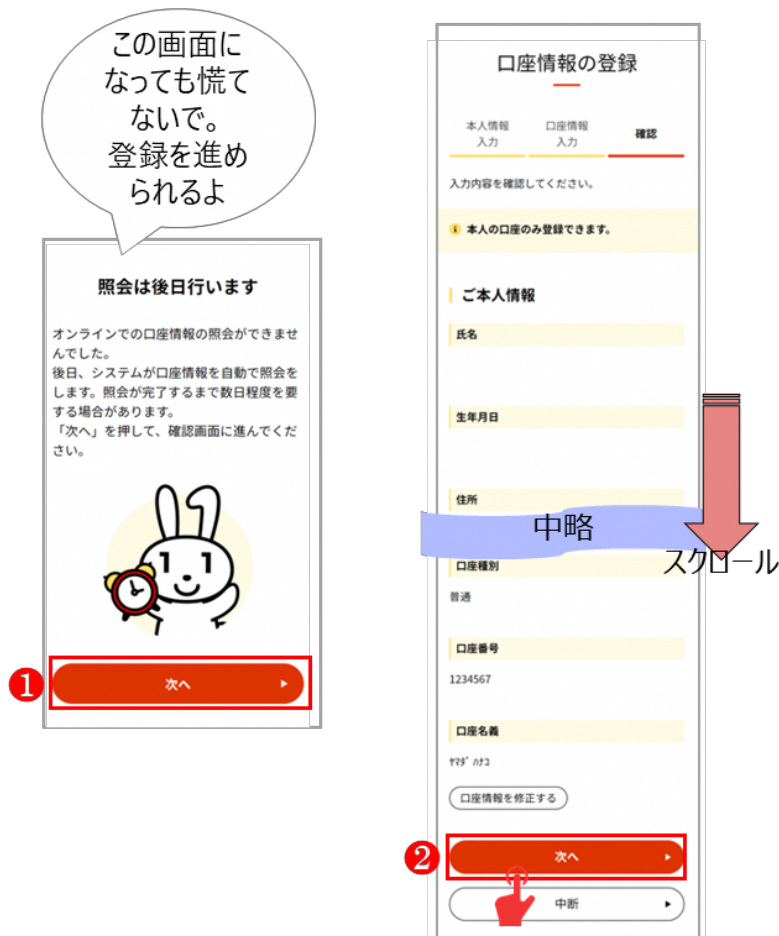 この画面に
なっても慌て
ないで。
登録を進め
られるよ
照会は後日行います
オンラインでの口座情報の照会ができませ
んでした。
後日、システムが口座情報を自動で照会を
します。照会が完了するまで数日程度を要
する場合があります。
「次へ」を押して、確認画面に進んでくだ
さい。
1 1
❶
次へ
口座情報の登録
本人情報
入力
口座情報
入力
確認
入力内容を確認してください。
本人の口座のみ登録できます。
ご本人情報
氏名
生年月日
住所
中略
スクロール
口座種別
普通
口座番号
1234567
口座名義
ﾔﾏﾀﾞ ﾊﾅｺ
口座情報を修正する
❷
次へ
中断